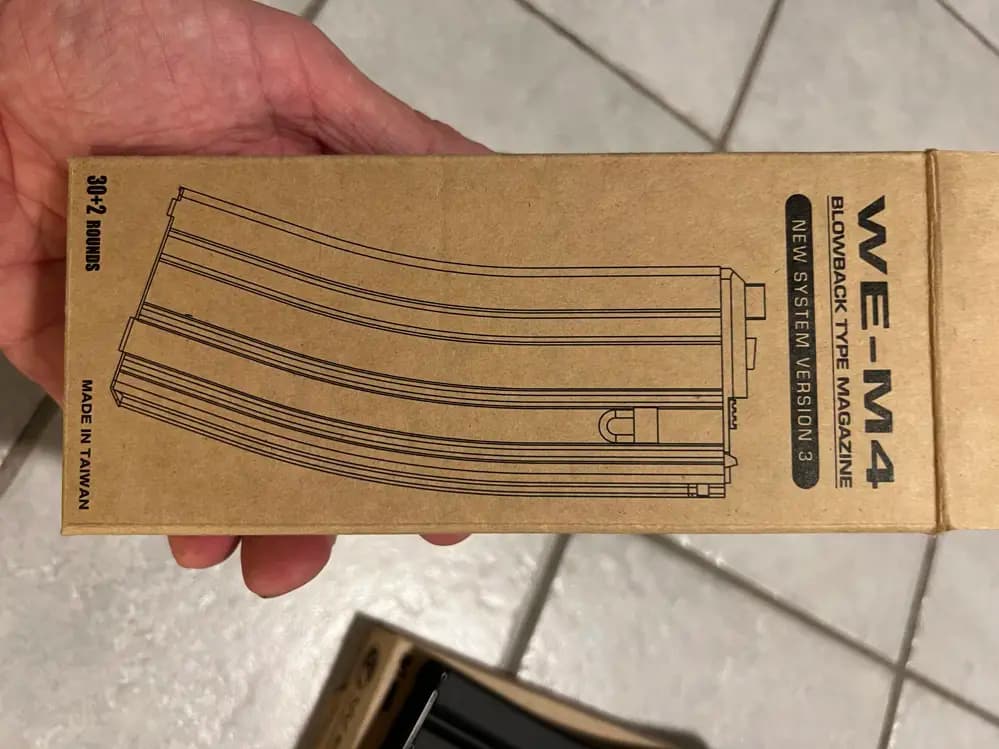 WE-M4
BLOWBACK TYPE MAGAZINE
NEW SYSTEM VERSION 3
30+2 ROUNDS
MADE IN TAIWAN